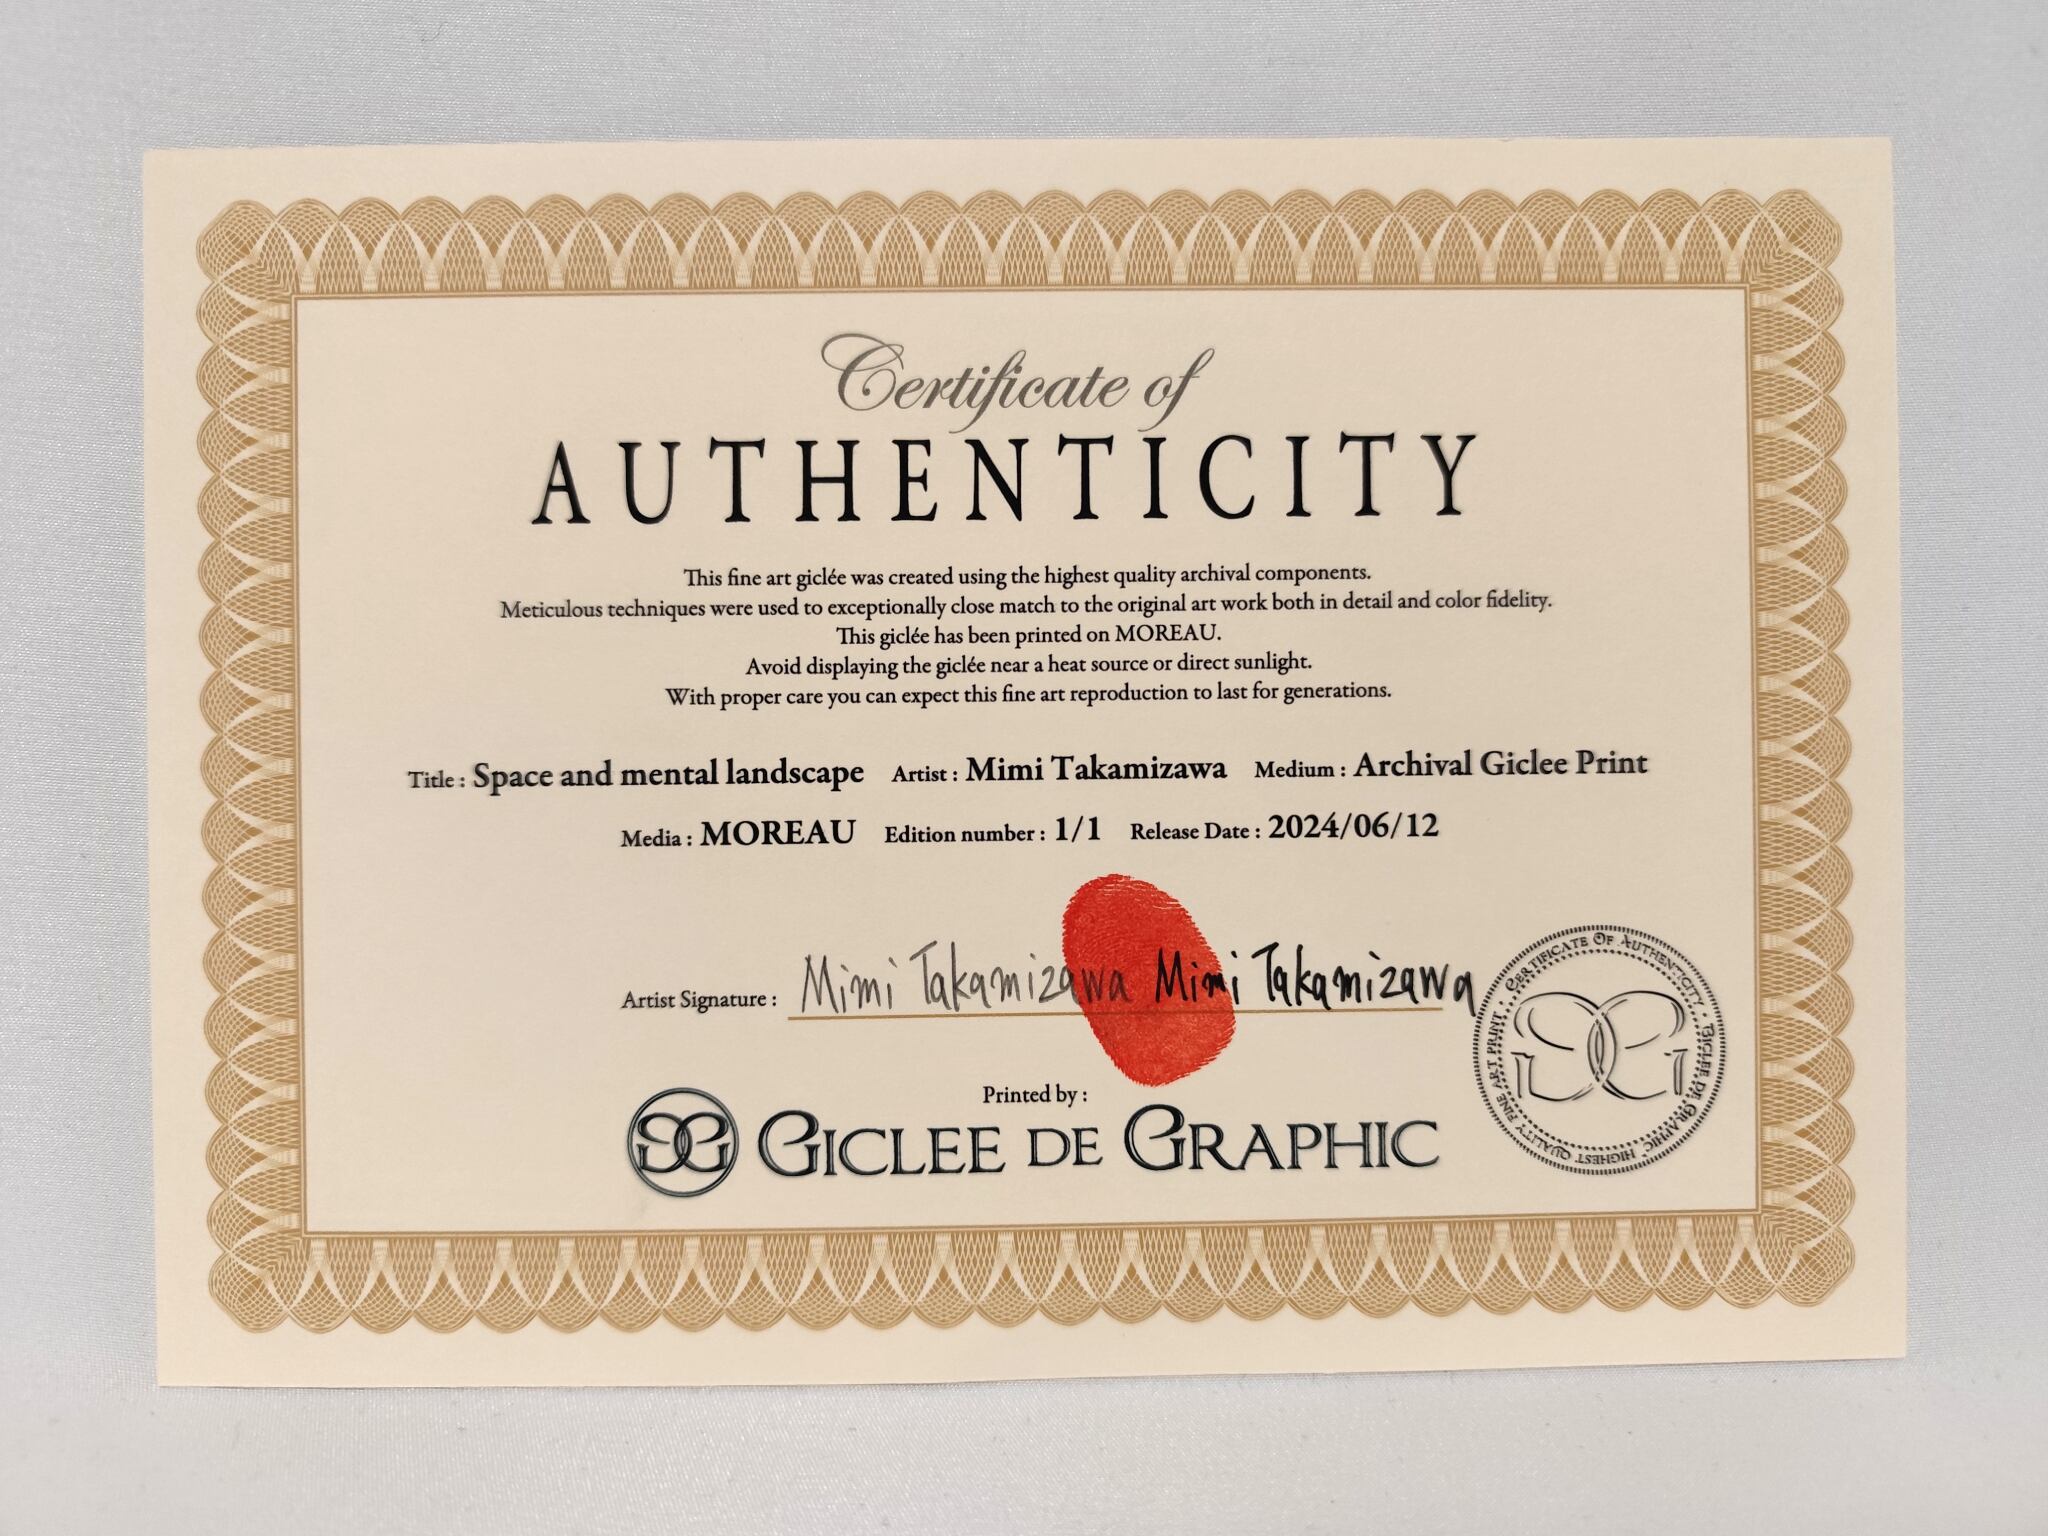 Certificate of
AUTHENTICITY
This fine art giclée was created using the highest quality archival components.
Meticulous techniques were used to exceptionally close match to the original art work both in detail and color fidelity.
This giclée has been printed on MOREAU.
Avoid displaying the giclée near a heat source or direct sunlight.
With proper care you can expect this fine art reproduction to last for generations.
Title : Space and mental landscape Artist : Mimi Takamizawa Medium : Archival Giclee Print
Media : MOREAU Edition number : 1/1 Release Date : 2024/06/12
Artist Signature : Mimi Takamizawa Mimi Takamizawa
CERTIFICATE OF AUTHENTICITY · GICLEE DE GRAPHIC · HIGHEST QUALITY FINE ART PRINT ·
GG
Printed by :
GG GICLEE DE GRAPHIC